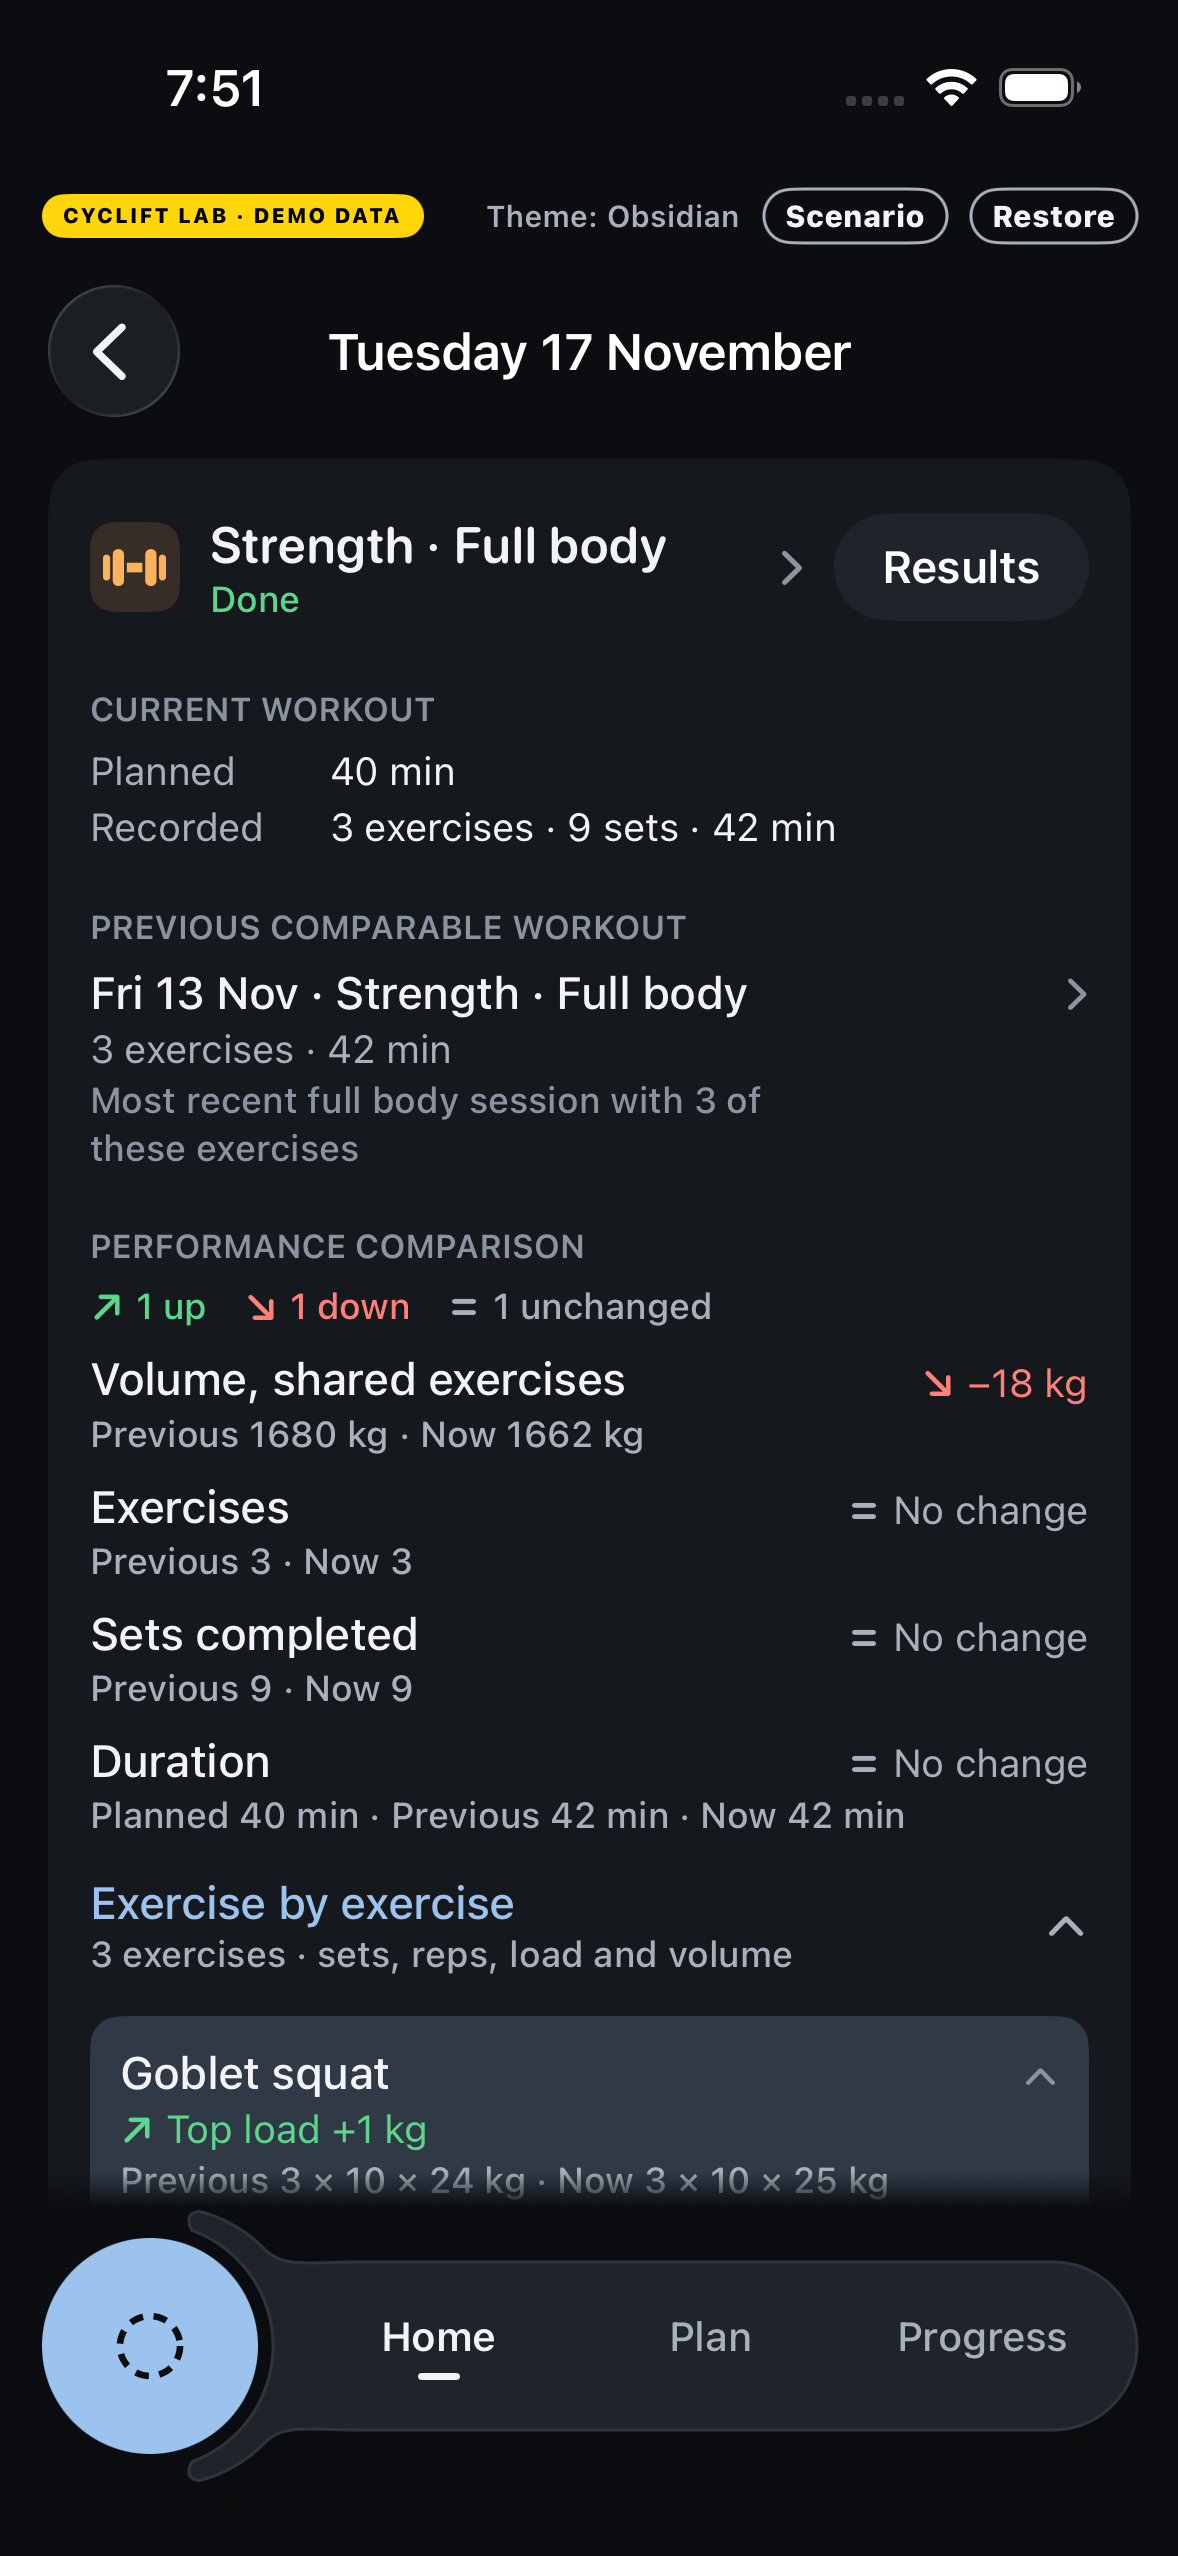 7:51
CYCLIFT LAB · DEMO DATA
Theme: Obsidian
Scenario
Restore
Tuesday 17 November
Strength · Full body
Done
Results
CURRENT WORKOUT
Planned 40 min
Recorded 3 exercises · 9 sets · 42 min
PREVIOUS COMPARABLE WORKOUT
Fri 13 Nov · Strength · Full body
3 exercises · 42 min
Most recent full body session with 3 of
these exercises
PERFORMANCE COMPARISON
1 up 1 down = 1 unchanged
Volume, shared exercises
–18 kg
Previous 1680 kg · Now 1662 kg
Exercises
= No change
Previous 3 · Now 3
Sets completed
= No change
Previous 9 · Now 9
Duration
= No change
Planned 40 min · Previous 42 min · Now 42 min
Exercise by exercise
3 exercises · sets, reps, load and volume
Goblet squat
Top load +1 kg
Previous 3 × 10 × 24 kg · Now 3 × 10 × 25 kg
Home
Plan
Progress